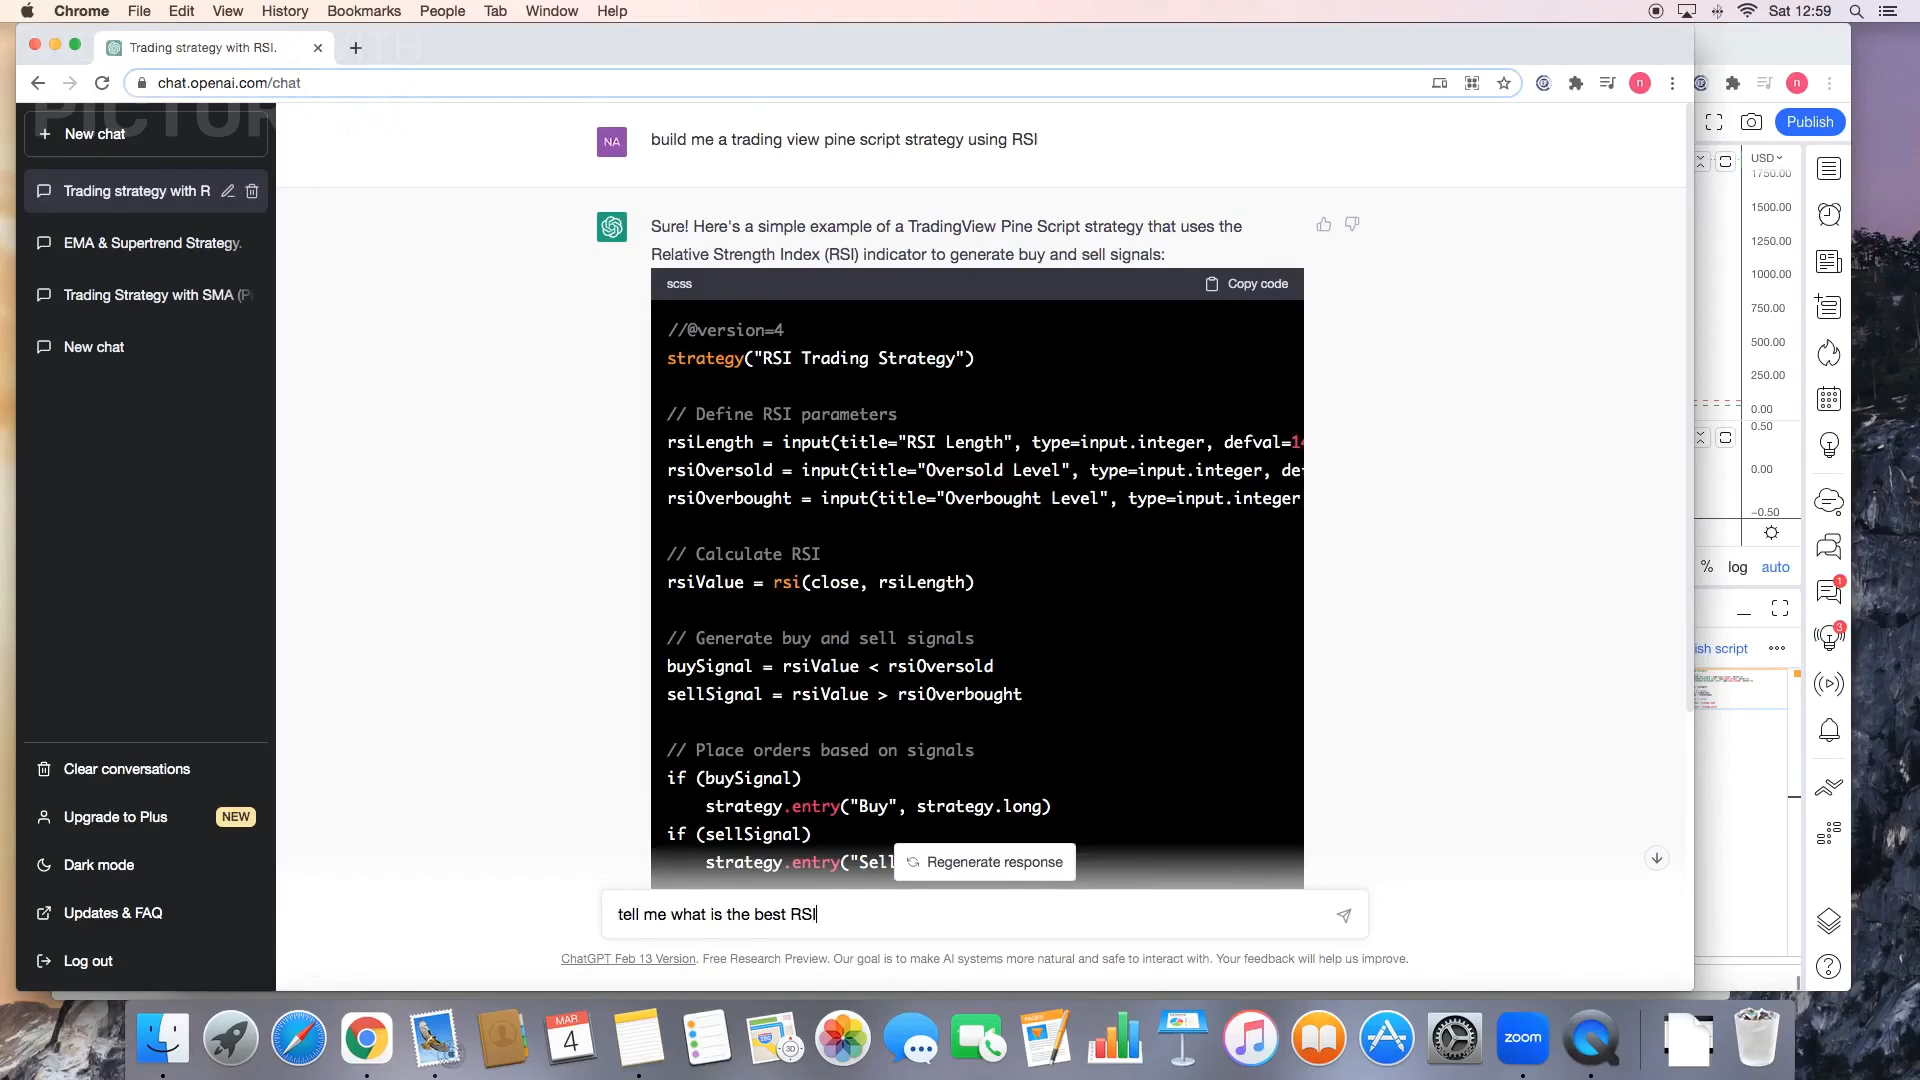 Chrome File Edit View History Bookmarks People Tab Window Help
Sat 12:59
Trading strategy with RSI.
chat.openai.com/chat
n
n
PICTUR
New chat
Trading strategy with R
EMA & Supertrend Strategy.
Trading Strategy with SMA (P
New chat
Clear conversations
Upgrade to Plus NEW
Dark mode
Updates & FAQ
Log out
NA
build me a trading view pine script strategy using RSI
Sure! Here's a simple example of a TradingView Pine Script strategy that uses the
Relative Strength Index (RSI) indicator to generate buy and sell signals:
scss Copy code
//@version=4
strategy("RSI Trading Strategy")
// Define RSI parameters
rsiLength = input(title="RSI Length", type=input.integer, defval=14
rsiOversold = input(title="Oversold Level", type=input.integer, de
rsiOverbought = input(title="Overbought Level", type=input.integer
// Calculate RSI
rsiValue = rsi(close, rsiLength)
// Generate buy and sell signals
buySignal = rsiValue < rsiOversold
sellSignal = rsiValue > rsiOverbought
// Place orders based on signals
if (buySignal)
strategy.entry("Buy", strategy.long)
if (sellSignal)
strategy.entry("Sell
Regenerate response
tell me what is the best RSI
ChatGPT Feb 13 Version. Free Research Preview. Our goal is to make AI systems more natural and safe to interact with. Your feedback will help us improve.
Publish
USD
1750.00
1500.00
1250.00
1000.00
750.00
500.00
250.00
0.00
0.50
0.00
−0.50
% log auto
1
ish script
3
MAR
4
280
3D
zoom